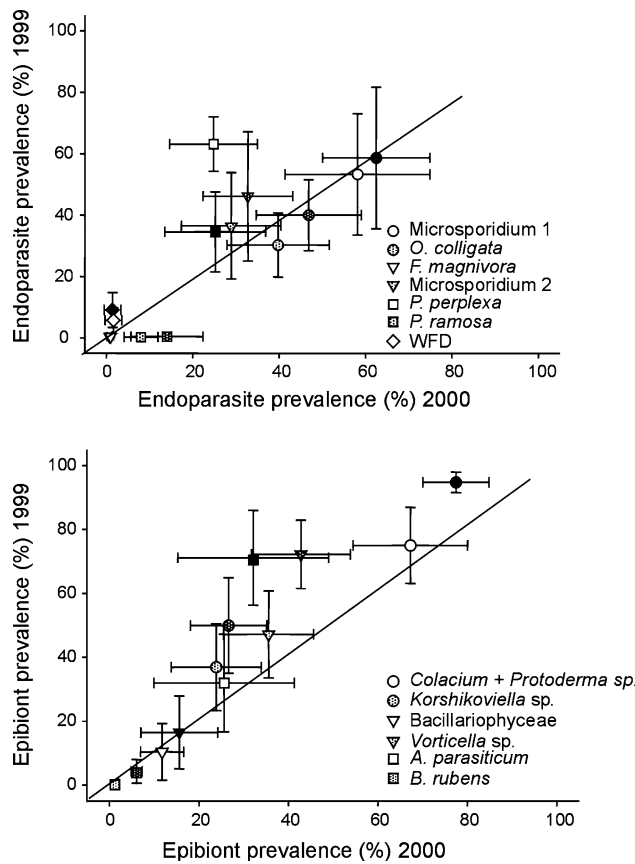 Endoparasite prevalence (%) 1999
100
80
60
40
20
0
Microsporidium 1
O. colligata
F. magnivora
Microsporidium 2
P. perplexa
P. ramosa
WFD
0 20 40 60 80 100
Endoparasite prevalence (%) 2000
Epibiont prevalence (%) 1999
100
80
60
40
20
0
Colacium + Protoderma sp.
Korshikoviella sp.
Bacillariophyceae
Vorticella sp.
A. parasiticum
B. rubens
0 20 40 60 80 100
Epibiont prevalence (%) 2000